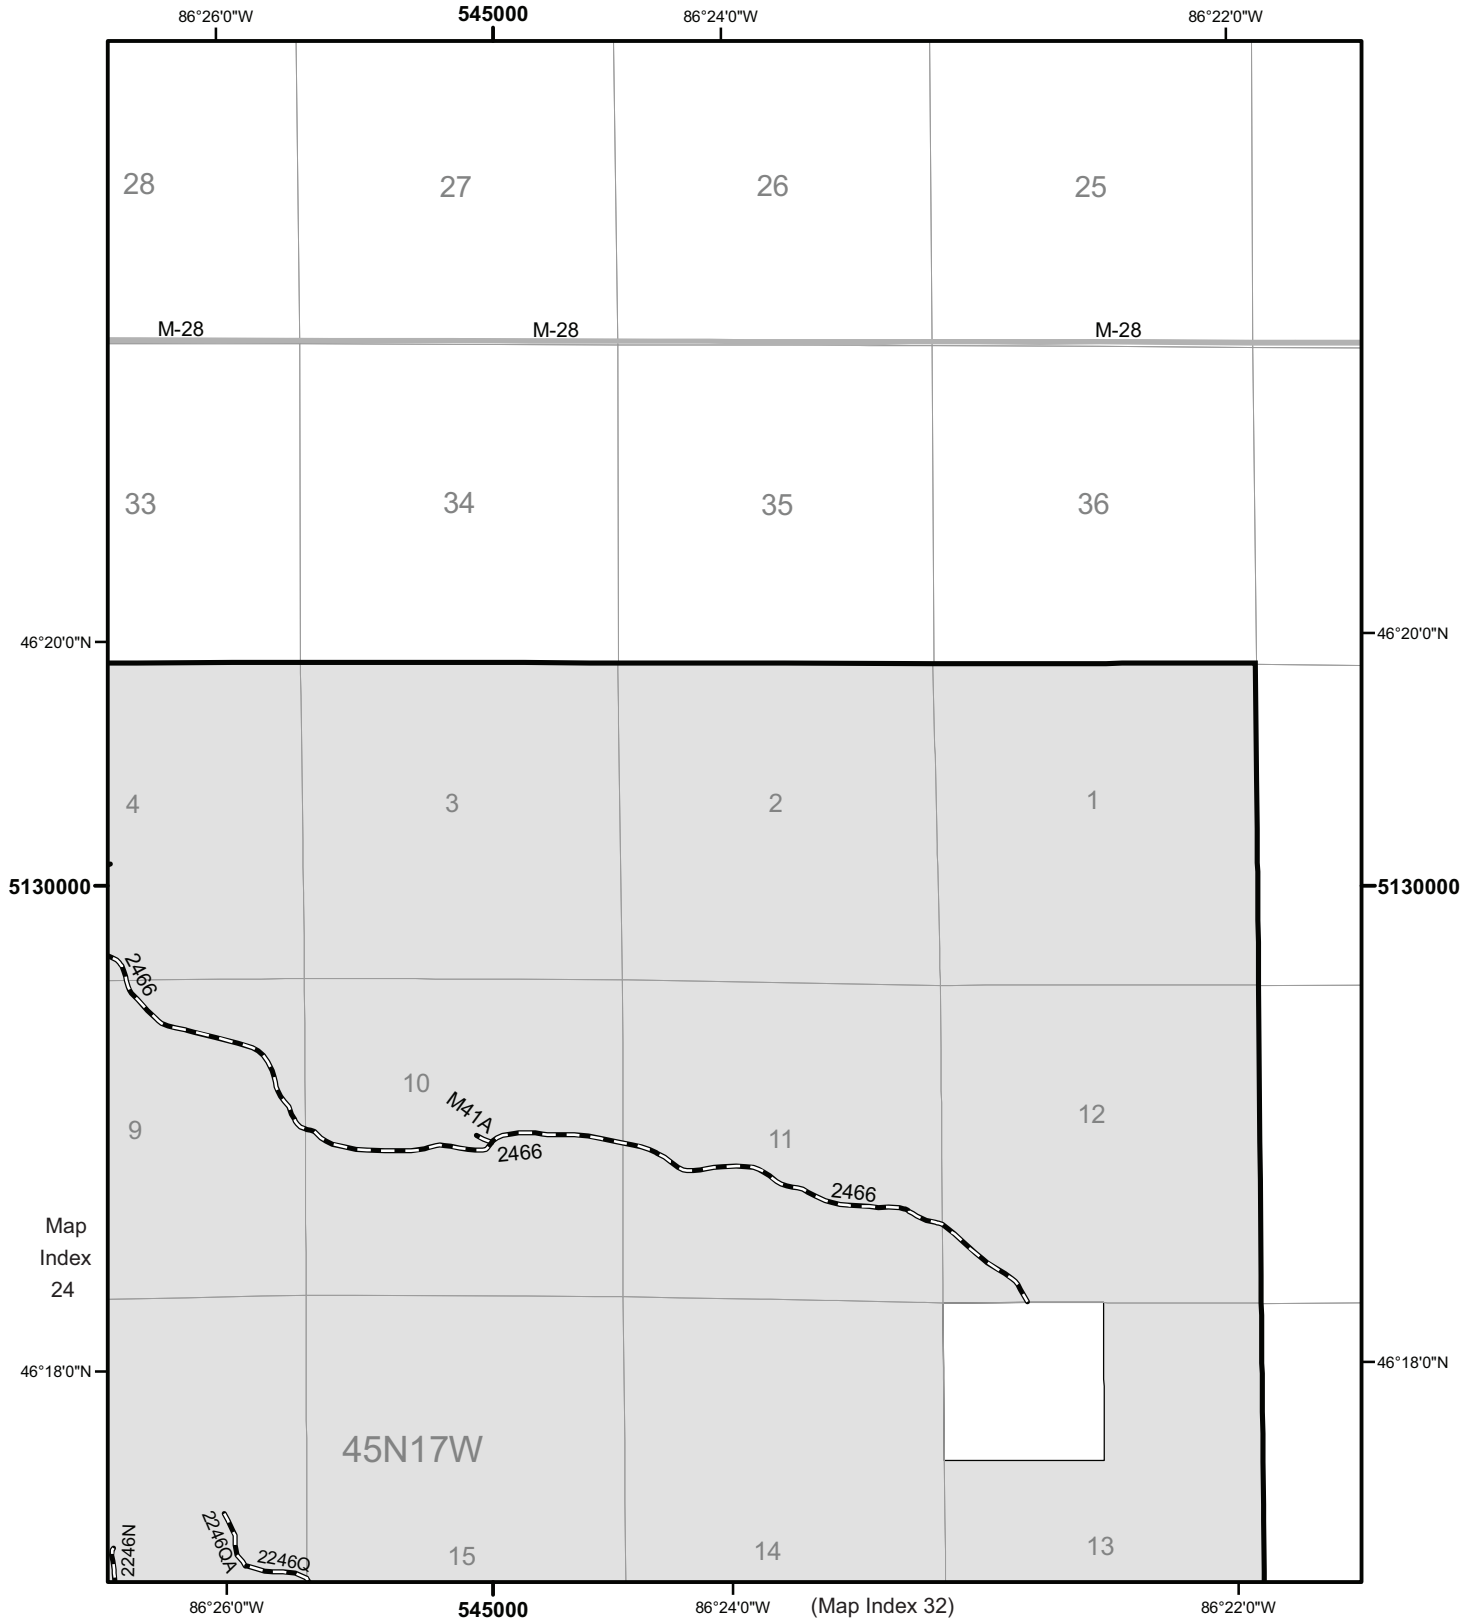 86°26'0"W 545000 86°24'0"W 86°22'0"W
28 27 26 25
M-28 M-28 M-28
33 34 35 36
46°20'0"N 46°20'0"N
4 3 2 1
5130000 5130000
2466
10
M41A
9 11 12
2466
2466
Map
Index
24
46°18'0"N 46°18'0"N
45N17W
2246N 2246QA 2246Q 15 14 13
86°26'0"W 545000 86°24'0"W (Map Index 32) 86°22'0"W